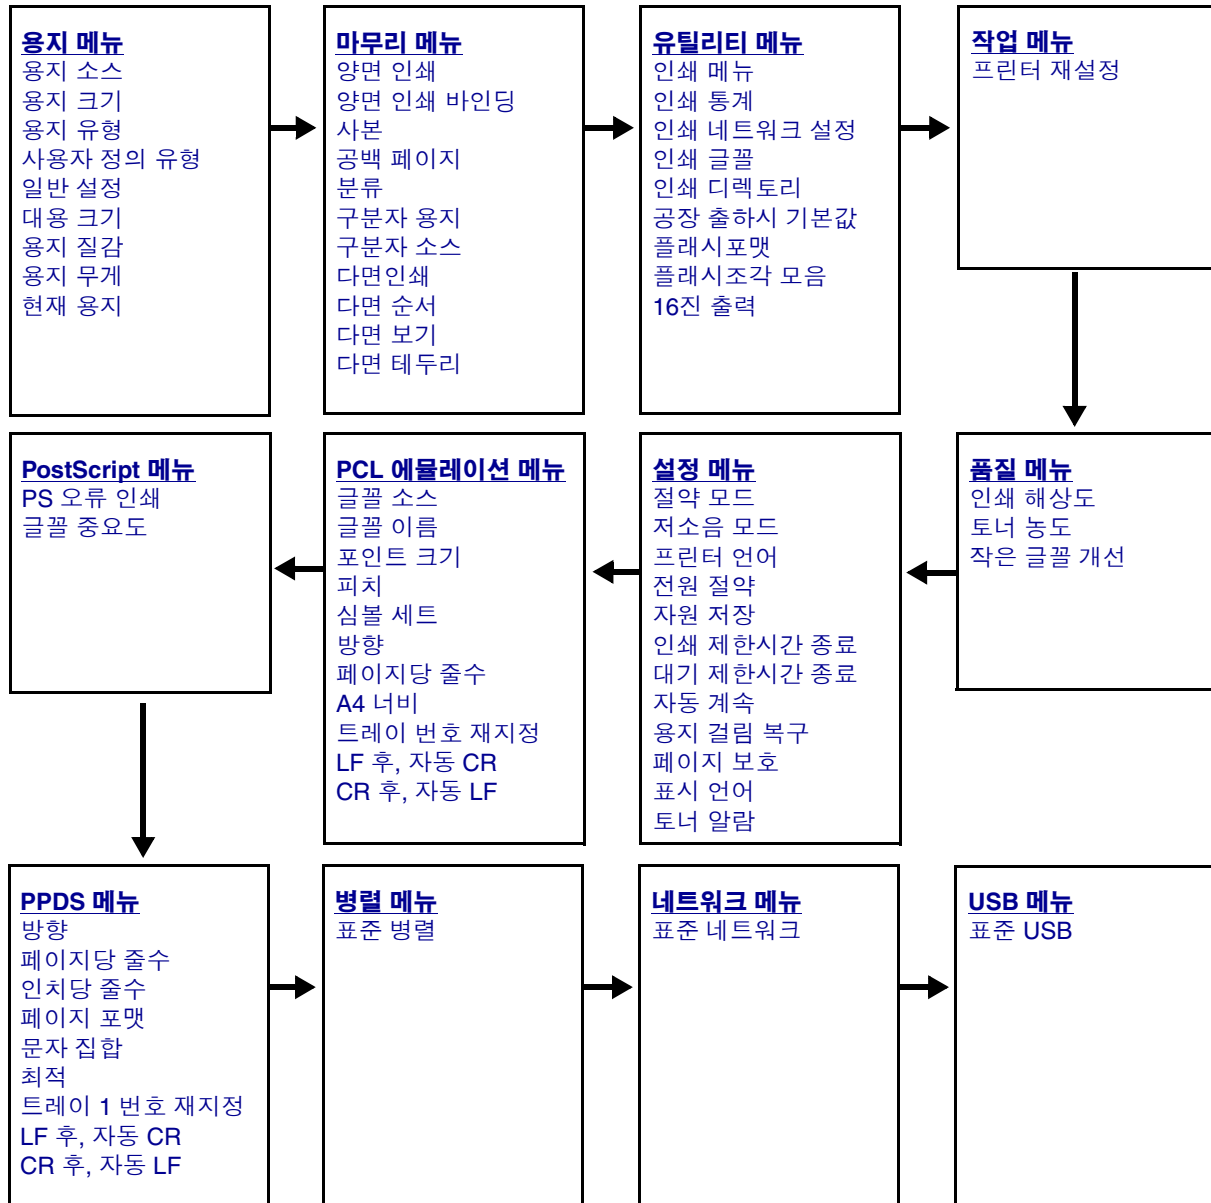 용지 메뉴
용지 소스
용지 크기
용지 유형
사용자 정의 유형
일반 설정
대용 크기
용지 질감
용지 무게
현재 용지
마무리 메뉴
양면 인쇄
양면 인쇄 바인딩
사본
공백 페이지
분류
구분자 용지
구분자 소스
다면인쇄
다면 순서
다면 보기
다면 테두리
유틸리티 메뉴
인쇄 메뉴
인쇄 통계
인쇄 네트워크 설정
인쇄 글꼴
인쇄 디렉토리
공장 출하시 기본값
플래시포맷
플래시조각 모음
16진 출력
작업 메뉴
프린터 재설정
품질 메뉴
인쇄 해상도
토너 농도
작은 글꼴 개선
설정 메뉴
절약 모드
저소음 모드
프린터 언어
전원 절약
자원 저장
인쇄 제한시간 종료
대기 제한시간 종료
자동 계속
용지 걸림 복구
페이지 보호
표시 언어
토너 알람
PCL 에뮬레이션 메뉴
글꼴 소스
글꼴 이름
포인트 크기
피치
심볼 세트
방향
페이지당 줄수
A4 너비
트레이 번호 재지정
LF 후, 자동 CR
CR 후, 자동 LF
PostScript 메뉴
PS 오류 인쇄
글꼴 중요도
PPDS 메뉴
방향
페이지당 줄수
인치당 줄수
페이지 포맷
문자 집합
최적
트레이 1 번호 재지정
LF 후, 자동 CR
CR 후, 자동 LF
병렬 메뉴
표준 병렬
네트워크 메뉴
표준 네트워크
USB 메뉴
표준 USB